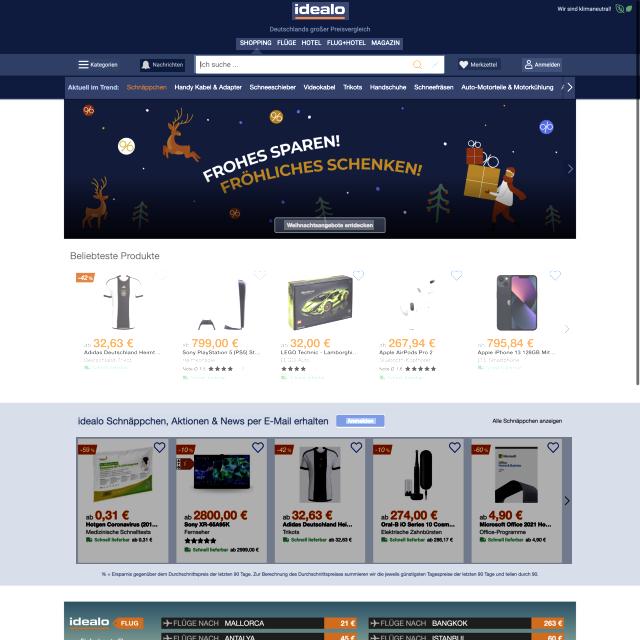 idealo
Wir sind klimaneutral!
Deutschlands großer Preisvergleich
SHOPPING FLÜGE HOTEL FLUG+HOTEL MAGAZIN
Kategorien
Nachrichten
Ich suche ...
Merkzettel
Anmelden
Aktuell im Trend: Schnäppchen Handy Kabel & Adapter Schneeschieber Videokabel Trikots Handschuhe Schneefräsen Auto-Motorteile & Motorkühlung
FROHES SPAREN!
FRÖHLICHES SCHENKEN!
Weihnachtsangebote entdecken
Beliebteste Produkte
-42%
ab 32,63 €
Adidas Deutschland Heimt...
ab 799,00 €
Sony PlayStation 5 (PS5) St...
ab 32,00 €
LEGO Technic - Lamborghi...
ab 267,94 €
Apple AirPods Pro 2
ab 795,84 €
Apple iPhone 13 128GB Mit...
idealo Schnäppchen, Aktionen & News per E-Mail erhalten
Anmelden
Alle Schnäppchen anzeigen
-59%
ab 0,31 €
Hotgen Coronavirus (201...
Medizinische Schnelltests
Schnell lieferbar ab 0,31 €
-10%
ab 2800,00 €
Sony XR-65A95K
Fernseher
Schnell lieferbar ab 2999,00 €
-42%
ab 32,63 €
Adidas Deutschland Hei...
Trikots
Schnell lieferbar ab 32,63 €
-10%
ab 274,00 €
Oral-B iO Series 10 Cosm...
Elektrische Zahnbürsten
Schnell lieferbar ab 286,17 €
-60%
ab 4,90 €
Microsoft Office 2021 Ho...
Office-Programme
Schnell lieferbar ab 4,90 €
% = Ersparnis gegenüber dem Durchschnittspreis der letzten 90 Tage. Zur Berechnung des Durchschnittspreises summieren wir die jeweils günstigsten Tagespreise der letzten 90 Tage und teilen durch 90.
idealo FLUG
FLÜGE NACH MALLORCA 21 €
FLÜGE NACH BANGKOK 263 €
FLÜGE NACH ANTALYA 45 €
FLÜGE NACH ISTANBUL 60 €